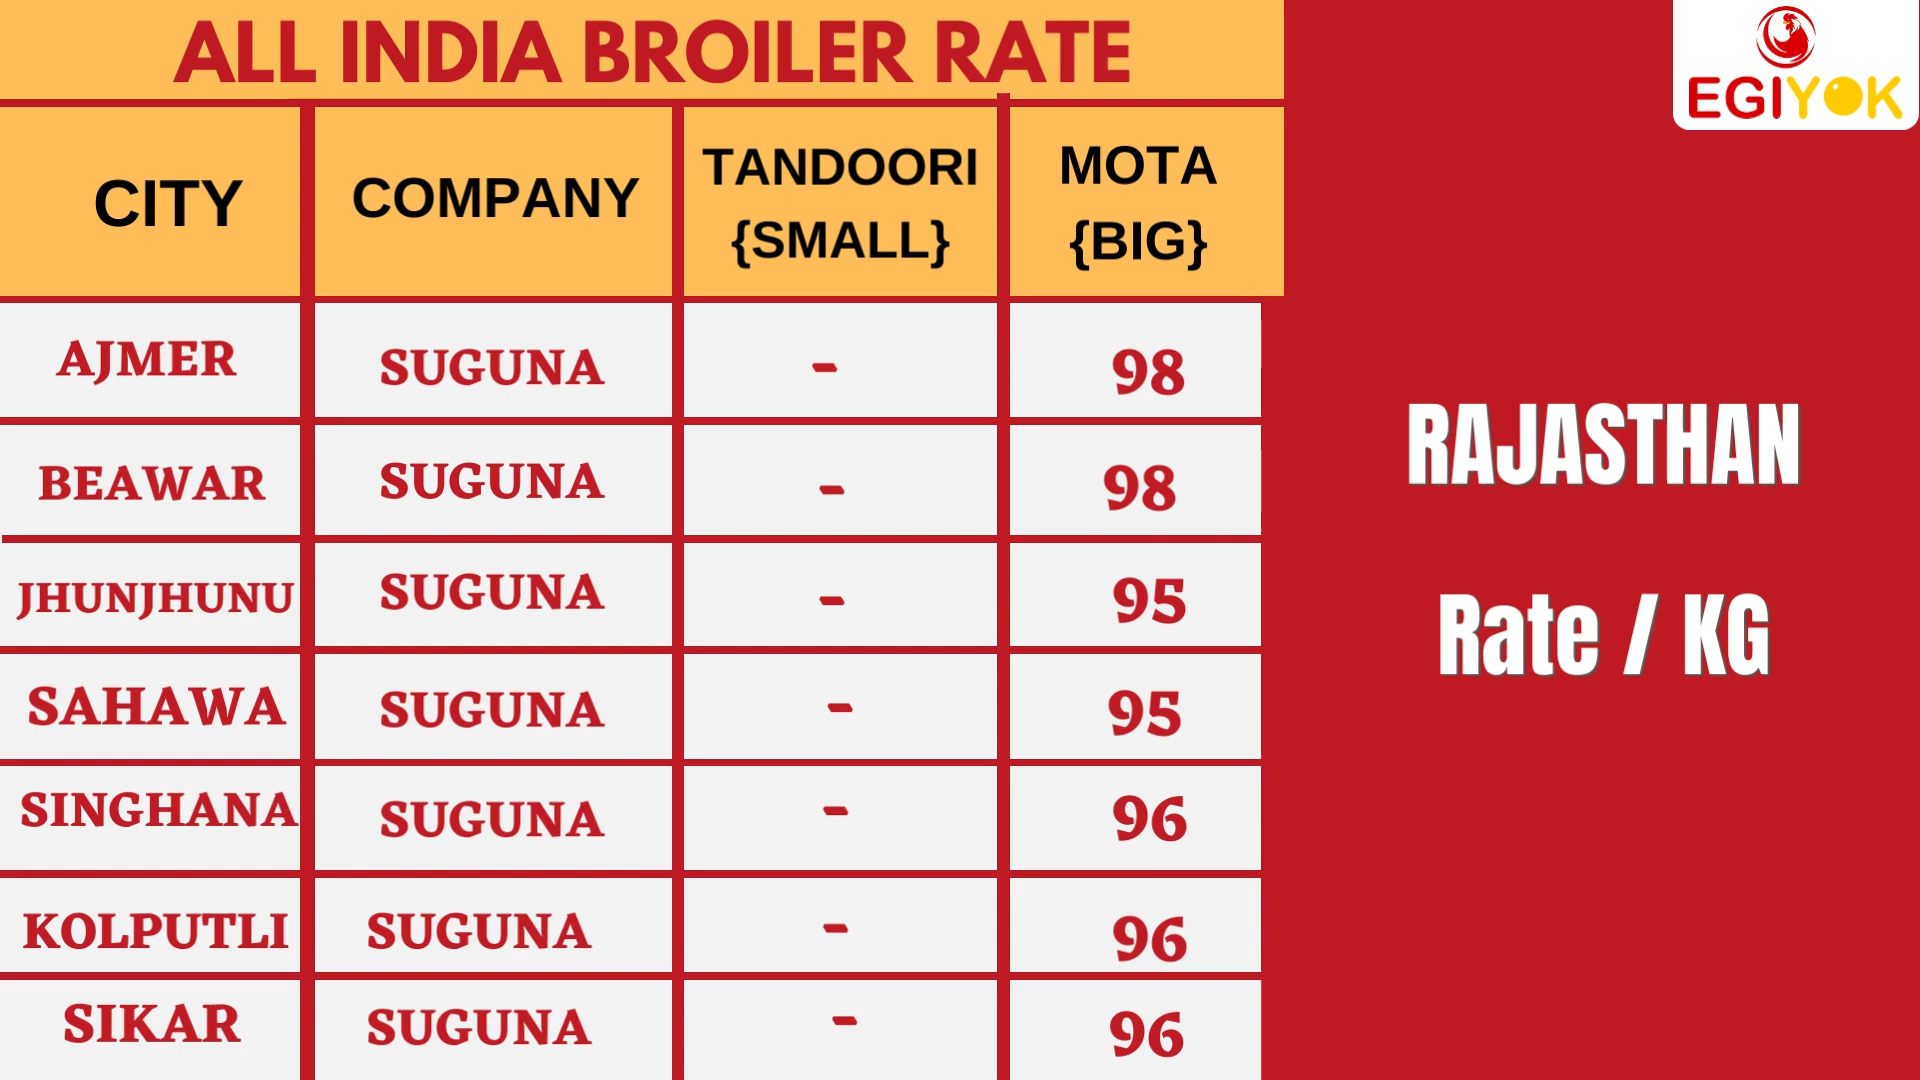 ALL INDIA BROILER RATE
EGIYOK
CITY COMPANY TANDOORI {SMALL} MOTA {BIG}
AJMER SUGUNA - 98
BEAWAR SUGUNA - 98
JHUNJHUNU SUGUNA - 95
SAHAWA SUGUNA - 95
SINGHANA SUGUNA - 96
KOLPUTLI SUGUNA - 96
SIKAR SUGUNA - 96
RAJASTHAN
Rate / KG